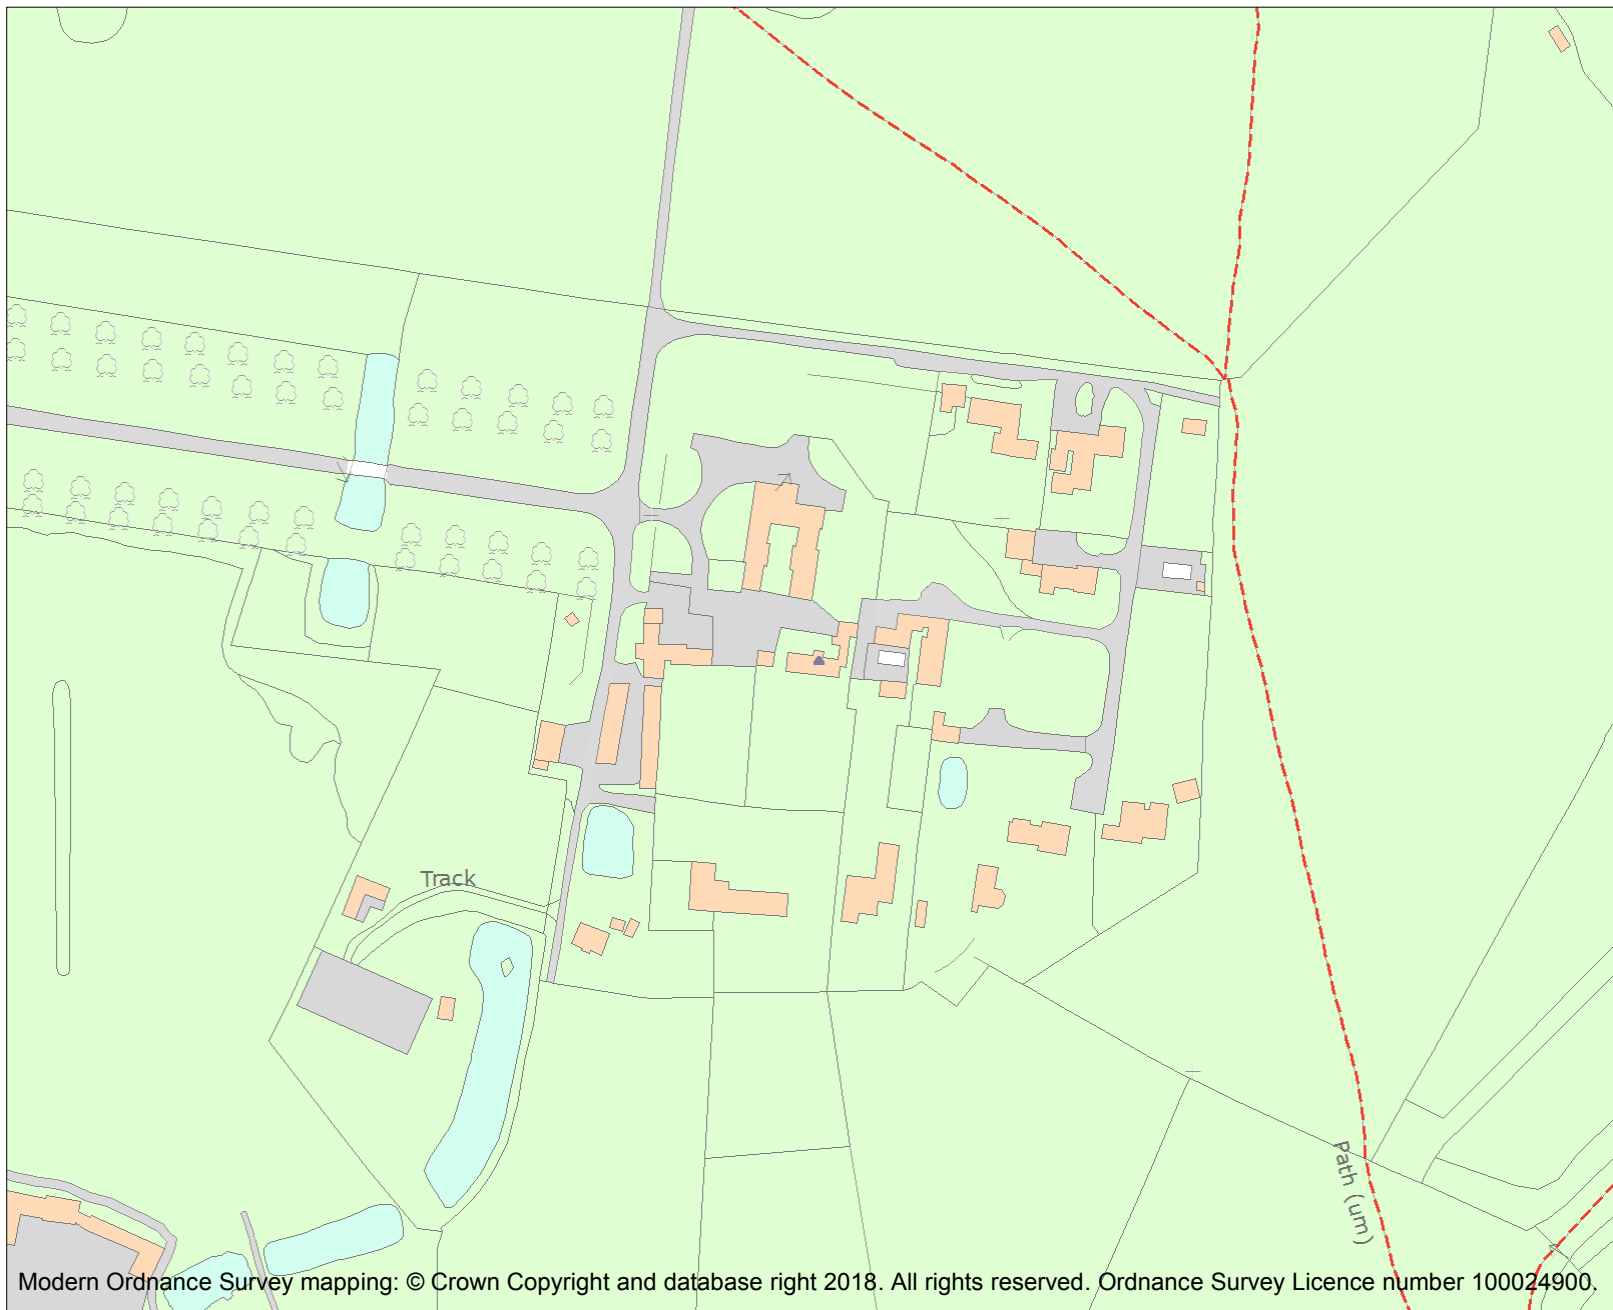 Track
Path (um)
Modern Ordnance Survey mapping: © Crown Copyright and database right 2018. All rights reserved. Ordnance Survey Licence number 100024900.